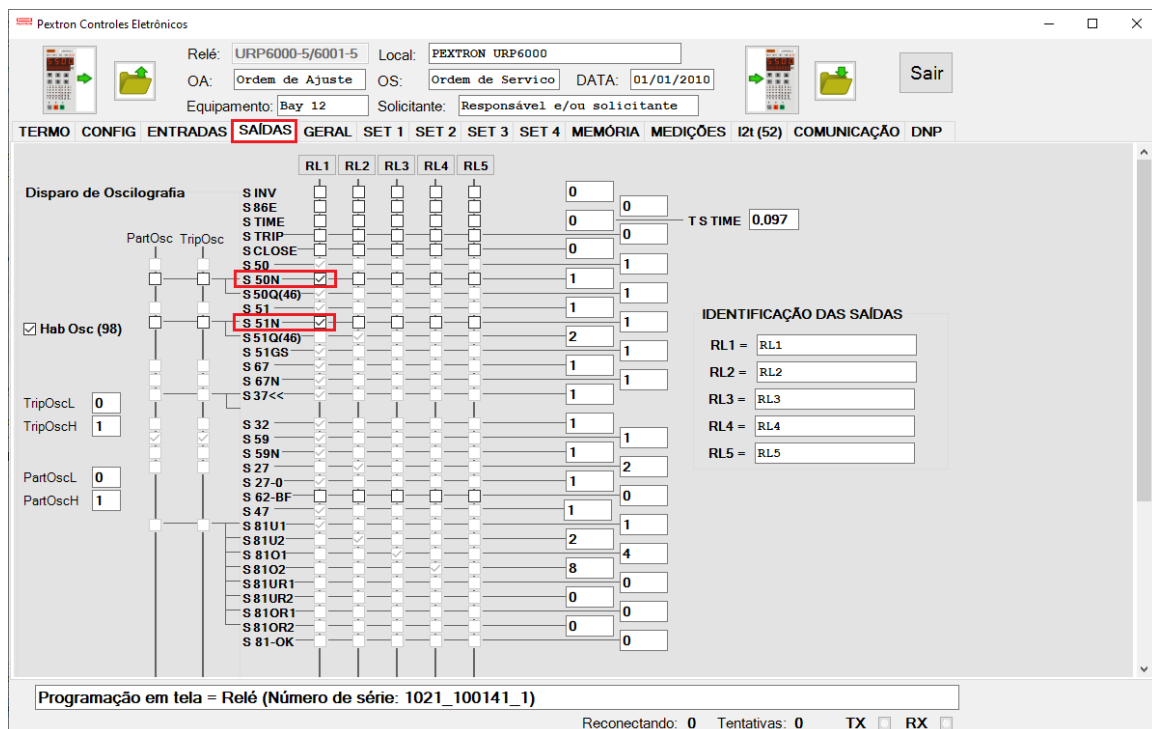 Pextron Controles Eletrônicos
Relé: URP6000-5/6001-5 Local: PEXTRON URP6000
OA: Ordem de Ajuste OS: Ordem de Servico DATA: 01/01/2010
Equipamento: Bay 12 Solicitante: Responsável e/ou solicitante
Sair
TERMO CONFIG ENTRADAS SAÍDAS GERAL SET 1 SET 2 SET 3 SET 4 MEMÓRIA MEDIÇÕES I2t (52) COMUNICAÇÃO DNP
RL1 RL2 RL3 RL4 RL5
Disparo de Oscilografia
PartOsc TripOsc
Hab Osc (98)
TripOscL 0
TripOscH 1
PartOscL 0
PartOscH 1
S INV 0
S 86E 0
S TIME 0 T S TIME 0,097
S TRIP 0
S CLOSE 0
S 50 1
S 50N 1
S 50Q(46) 1
S 51 1
S 51N 1
S 51Q(46) 2
S 51GS 1
S 67 1
S 67N 1
S 37<< 1
S 32 1
S 59 1
S 59N 1
S 27 2
S 27-0 1
S 62-BF 0
S 47 1
S 81U1 1
S 81U2 2
S 81O1 4
S 81O2 8
S 81UR1 0
S 81UR2 0
S 81OR1 0
S 81OR2 0
S 81-OK 0
IDENTIFICAÇÃO DAS SAÍDAS
RL1 = RL1
RL2 = RL2
RL3 = RL3
RL4 = RL4
RL5 = RL5
Programação em tela = Relé (Número de série: 1021_100141_1)
Reconectando: 0 Tentativas: 0 TX RX